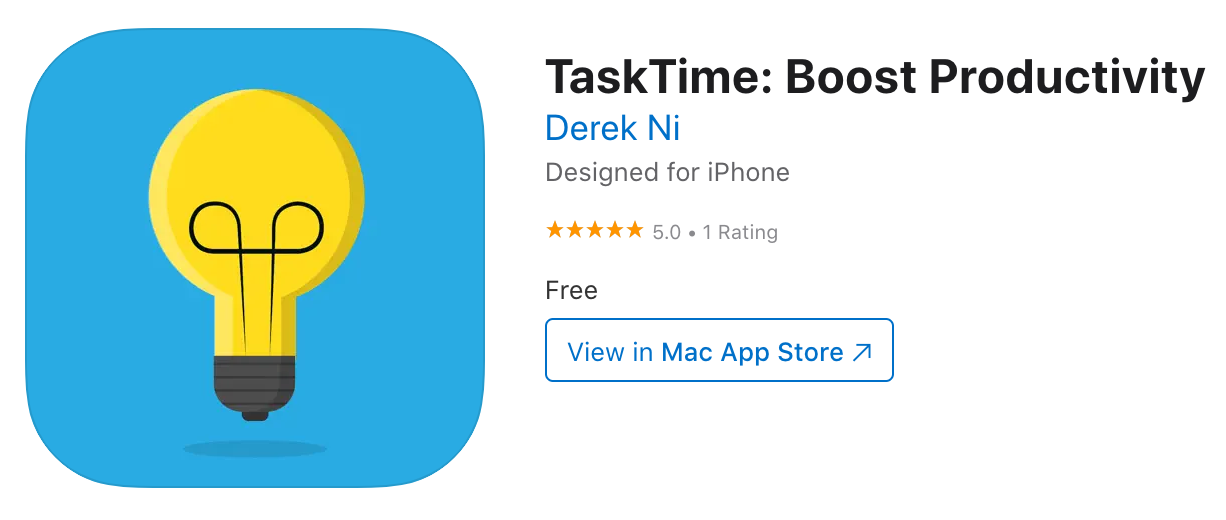 TaskTime: Boost Productivity
Derek Ni
Designed for iPhone
★★★★★ 5.0 • 1 Rating
Free
View in Mac App Store ↗